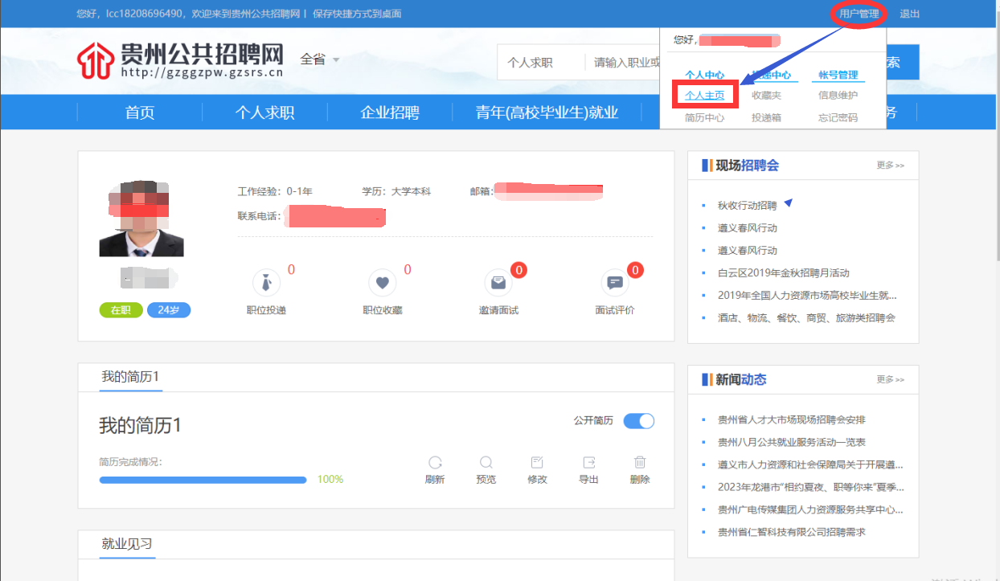 您好，lcc18208696490，欢迎来到贵州公共招聘网丨 保存快捷方式到桌面
用户管理 退出
贵州公共招聘网
http://gzggzpw.gzsrs.cn
全省
个人求职 请输入职业或
索
您好,
个人中心 中心 帐号管理
个人主页 收藏夹 信息维护
简历中心 投递箱 忘记密码
首页 个人求职 企业招聘 青年(高校毕业生)就业 务
工作经验：0-1年 学历：大学本科 邮箱:
联系电话：
在职 24岁
0 0 0 0
职位投递 职位收藏 邀请面试 面试评价
我的简历1
我的简历1
公开简历
简历完成情况:
100%
刷新 预览 修改 导出 删除
就业见习
现场招聘会 更多>>
秋收行动招聘
遵义春风行动
遵义春风行动
白云区2019年金秋招聘月活动
2019年全国人力资源市场高校毕业生就...
酒店、物流、餐饮、商贸、旅游类招聘会
新闻动态 更多>>
贵州省人才大市场现场招聘会安排
贵州八月公共就业服务活动一览表
遵义市人力资源和社会保障局关于开展遵...
2023年龙港市“相约夏夜、职等你来”夏季...
贵州广电传媒集团人力资源服务共享中心...
贵州省仁智科技有限公司招聘需求